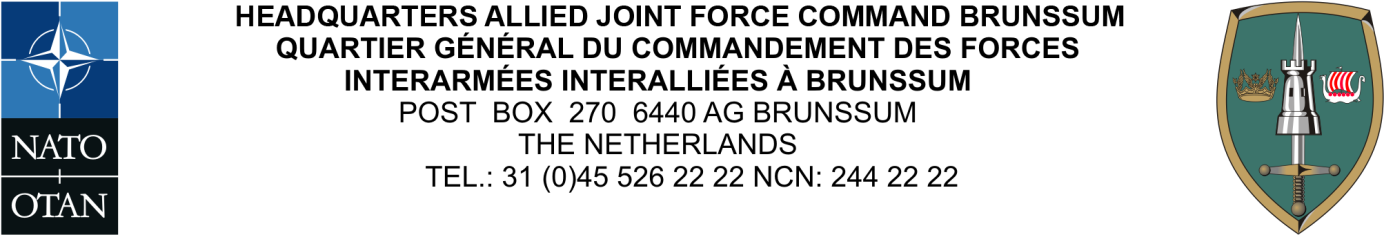 HEADQUARTERS ALLIED JOINT FORCE COMMAND BRUNSSUM
QUARTIER GÉNÉRAL DU COMMANDEMENT DES FORCES
INTERARMÉES INTERALLIÉES À BRUNSSUM
POST BOX 270 6440 AG BRUNSSUM
THE NETHERLANDS
TEL.: 31 (0)45 526 22 22 NCN: 244 22 22
NATO
OTAN